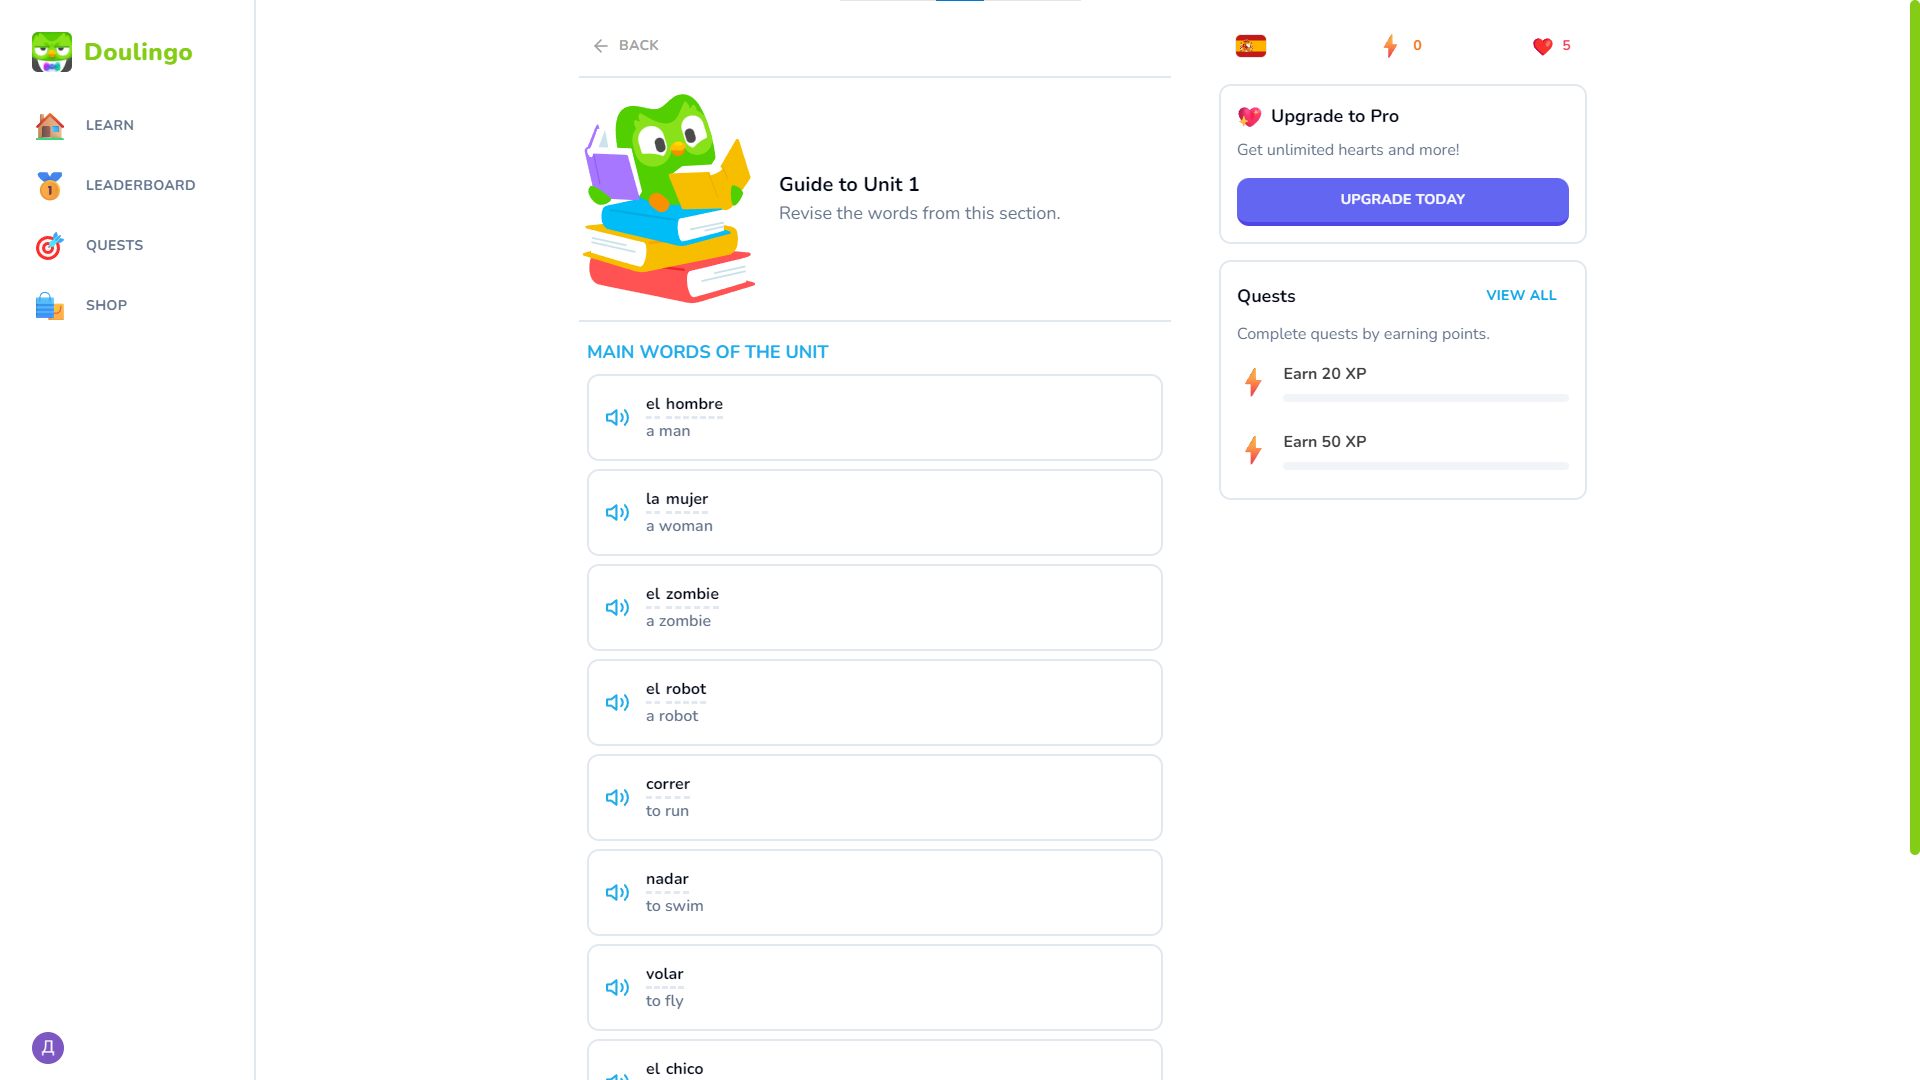 Doulingo
LEARN
LEADERBOARD
1
QUESTS
SHOP
Д
BACK
Guide to Unit 1
Revise the words from this section.
MAIN WORDS OF THE UNIT
el hombre
a man
la mujer
a woman
el zombie
a zombie
el robot
a robot
correr
to run
nadar
to swim
volar
to fly
el chico
0
5
Upgrade to Pro
Get unlimited hearts and more!
UPGRADE TODAY
Quests
VIEW ALL
Complete quests by earning points.
Earn 20 XP
Earn 50 XP